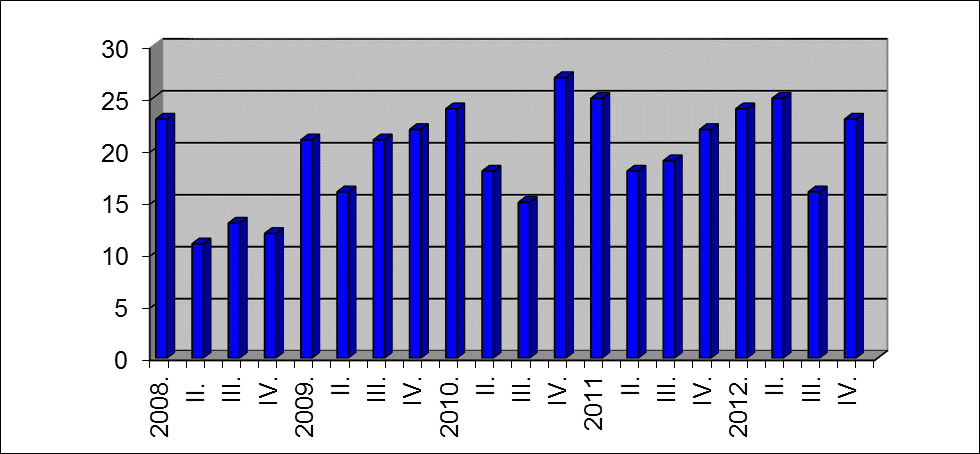 30
25
20
15
10
5
0
2008.
II.
III.
IV.
2009.
II.
III.
IV.
2010.
II.
III.
IV.
2011
II.
III.
IV.
2012.
II.
III.
IV.